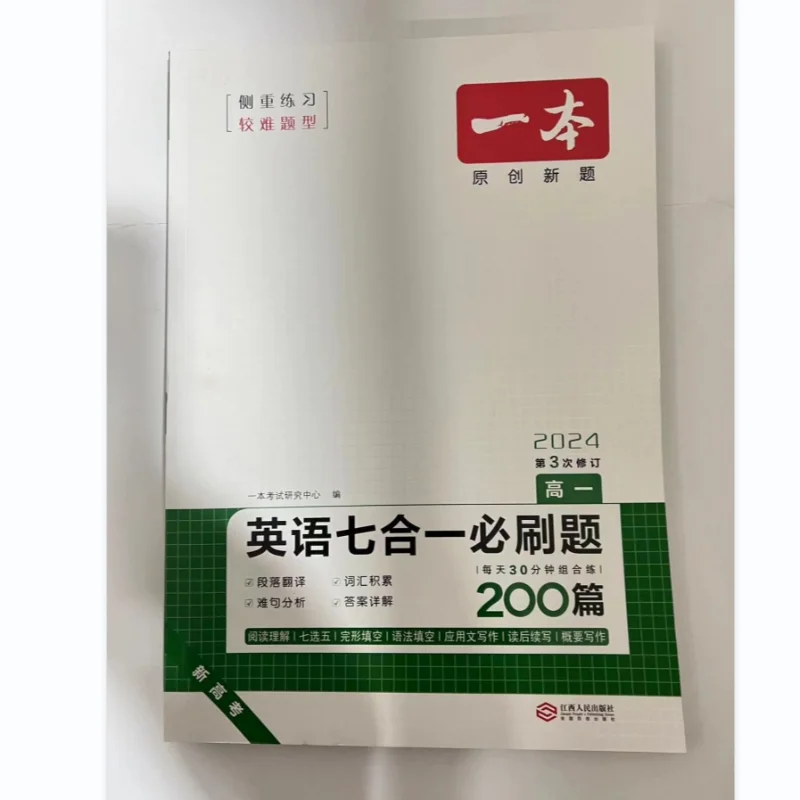 侧重练习
较难题型
一本
原创新题
2024
第3次修订
高一
一本考试研究中心 编
英语七合一必刷题
每天30分钟组合练
段落翻译 词汇积累
难句分析 答案详解
200篇
阅读理解|七选五|完形填空|语法填空|应用文写作|读后续写|概要写作
新高考
江西人民出版社